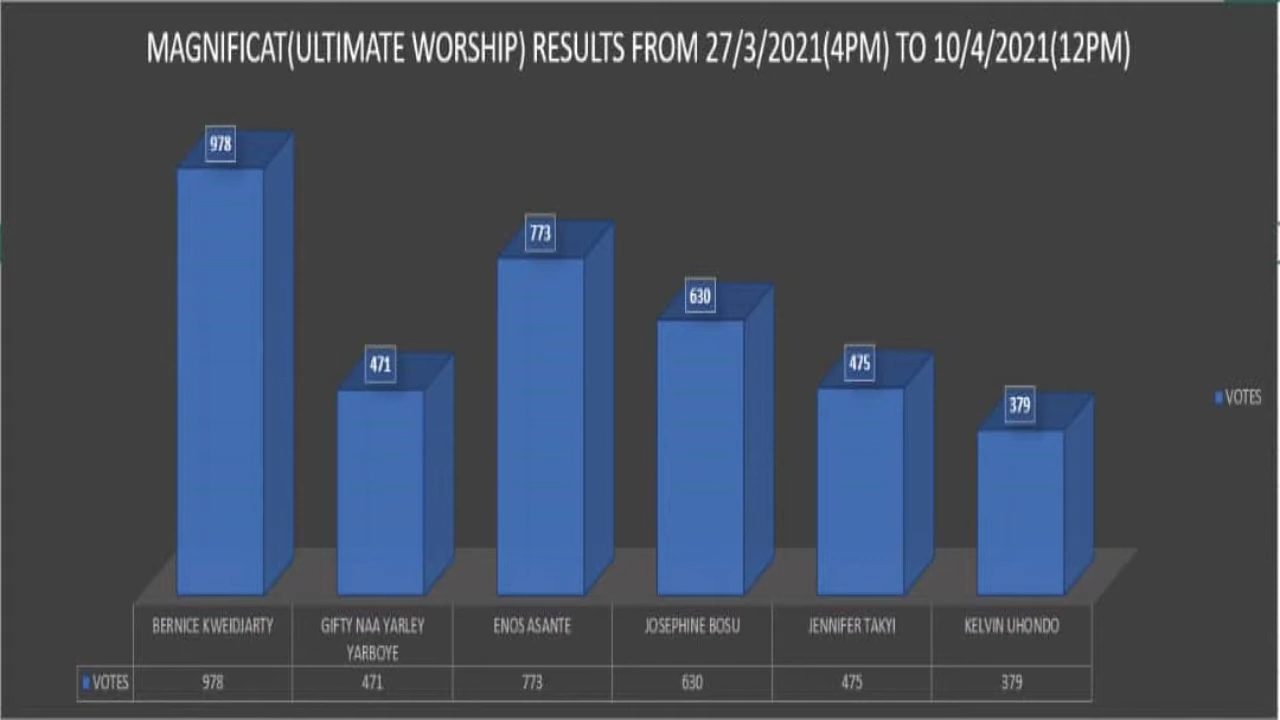 MAGNIFICAT(ULTIMATE WORSHIP) RESULTS FROM 27/3/2021(4PM) TO 10/4/2021(12PM)
978
471
773
630
475
379
VOTES
BERNICE KWEIDJARTY
GIFTY NAA YARLEY
YARBOYE
ENOS ASANTE
JOSEPHINE BOSU
JENNIFER TAKYI
KELVIN UHONDO
VOTES 978 471 773 630 475 379